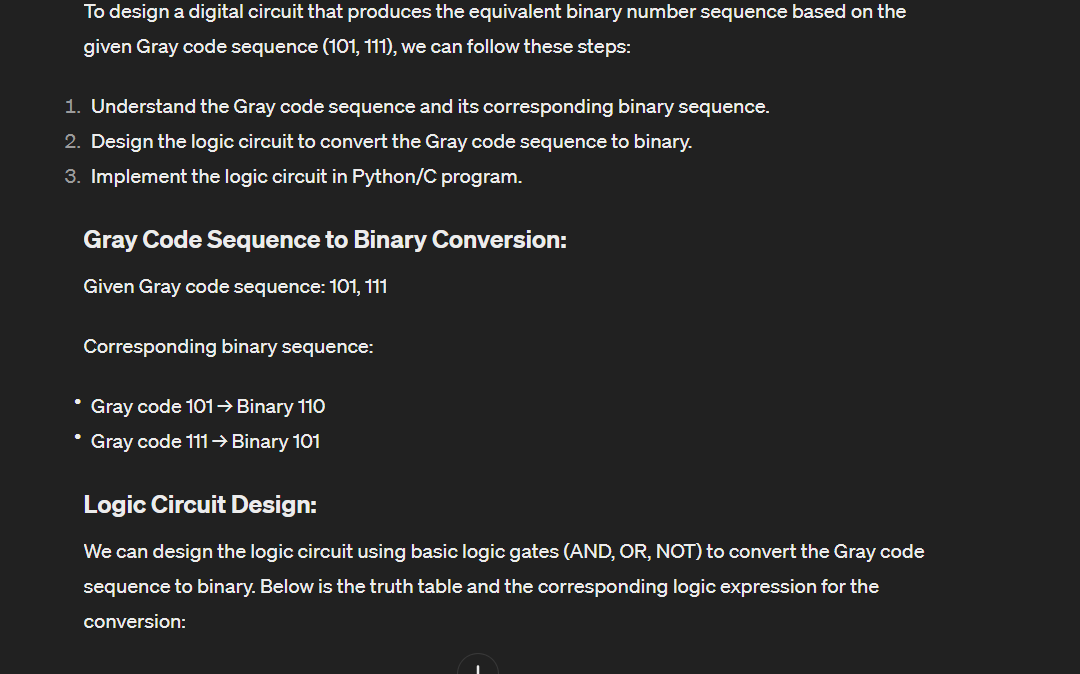 To design a digital circuit that produces the equivalent binary number sequence based on the
given Gray code sequence (101, 111), we can follow these steps:
1. Understand the Gray code sequence and its corresponding binary sequence.
2. Design the logic circuit to convert the Gray code sequence to binary.
3. Implement the logic circuit in Python/C program.
Gray Code Sequence to Binary Conversion:
Given Gray code sequence: 101, 111
Corresponding binary sequence:
• Gray code 101 → Binary 110
• Gray code 111 → Binary 101
Logic Circuit Design:
We can design the logic circuit using basic logic gates (AND, OR, NOT) to convert the Gray code
sequence to binary. Below is the truth table and the corresponding logic expression for the
conversion: